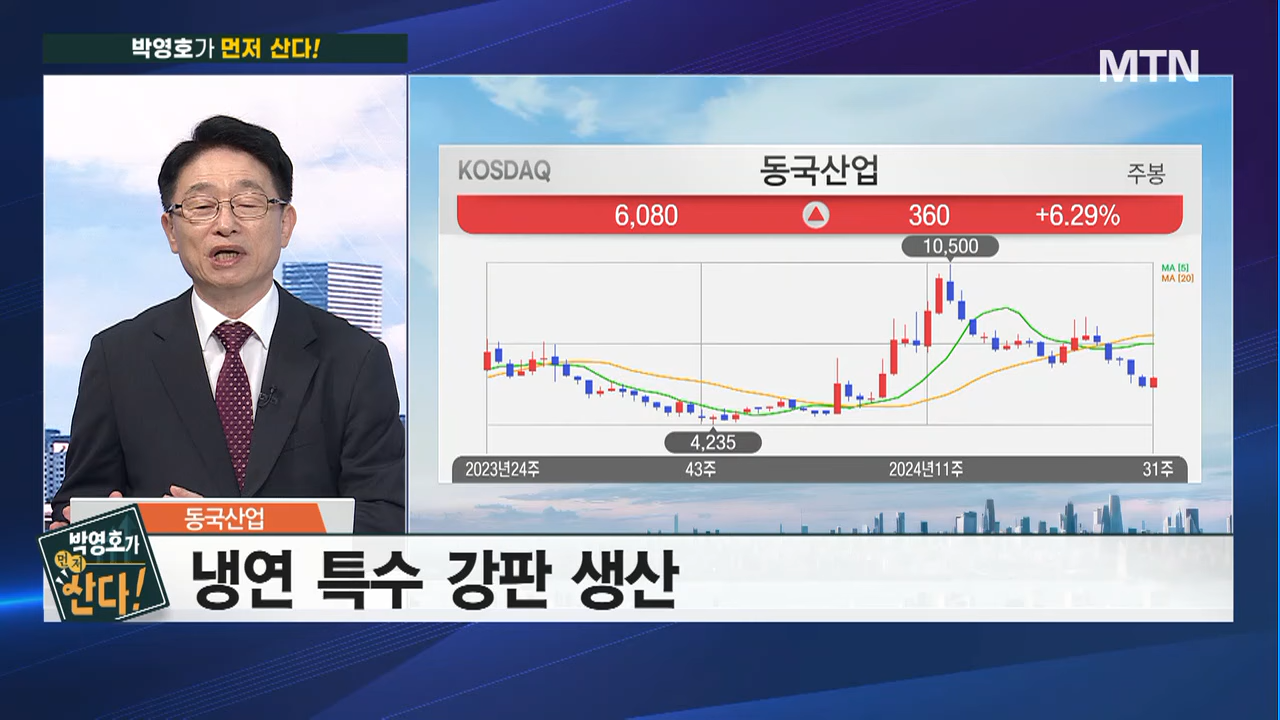 박영호가 먼저 산다!
MTN
KOSDAQ 동국산업 주봉
6,080 360 +6.29%
10,500
MA [5]
MA [20]
4,235
2023년24주 43주 2024년11주 31주
동국산업
박영호가
먼저
산다!
냉연 특수 강판 생산